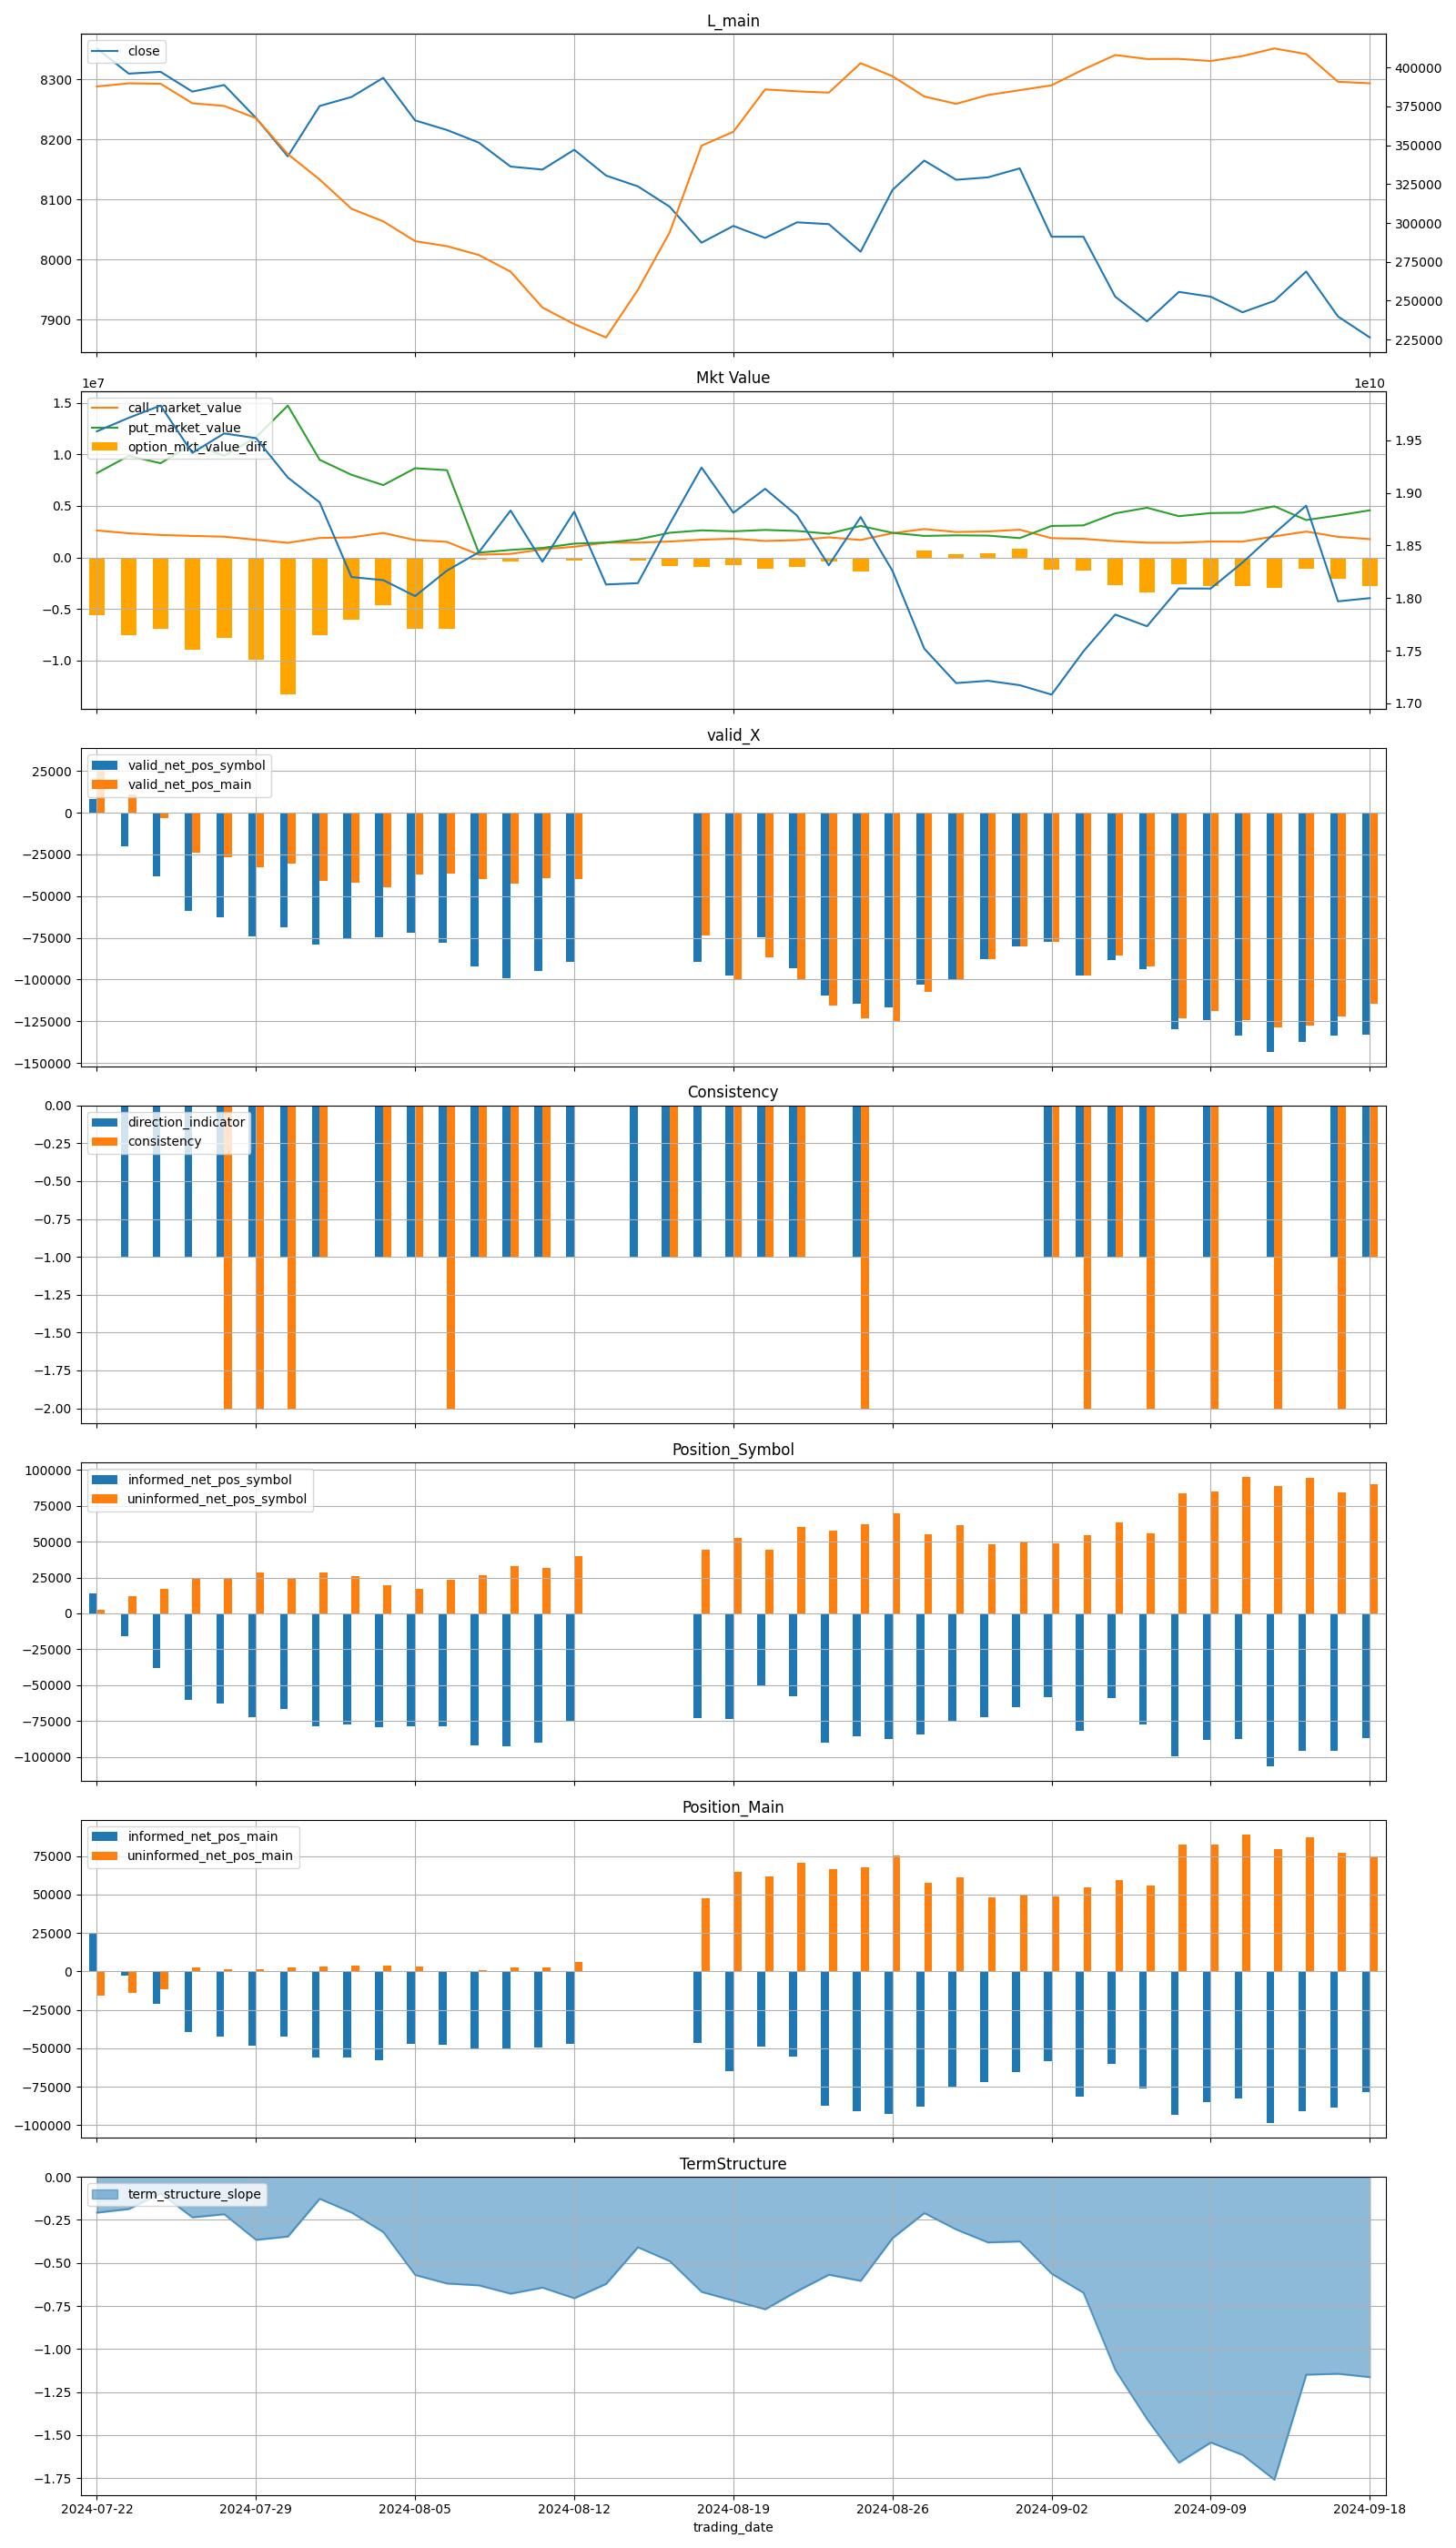 L_main
close
8300
8200
8100
8000
7900
400000
375000
350000
325000
300000
275000
250000
225000
Mkt Value
1e7
1e10
call_market_value
put_market_value
option_mkt_value_diff
1.5
1.0
0.5
0.0
−0.5
−1.0
1.95
1.90
1.85
1.80
1.75
1.70
valid_X
valid_net_pos_symbol
valid_net_pos_main
25000
0
−25000
−50000
−75000
−100000
−125000
−150000
Consistency
direction_indicator
consistency
0.00
−0.25
−0.50
−0.75
−1.00
−1.25
−1.50
−1.75
−2.00
Position_Symbol
informed_net_pos_symbol
uninformed_net_pos_symbol
100000
75000
50000
25000
0
−25000
−50000
−75000
−100000
Position_Main
informed_net_pos_main
uninformed_net_pos_main
75000
50000
25000
0
−25000
−50000
−75000
−100000
TermStructure
term_structure_slope
0.00
−0.25
−0.50
−0.75
−1.00
−1.25
−1.50
−1.75
2024-07-22 2024-07-29 2024-08-05 2024-08-12 2024-08-19 2024-08-26 2024-09-02 2024-09-09 2024-09-18
trading_date